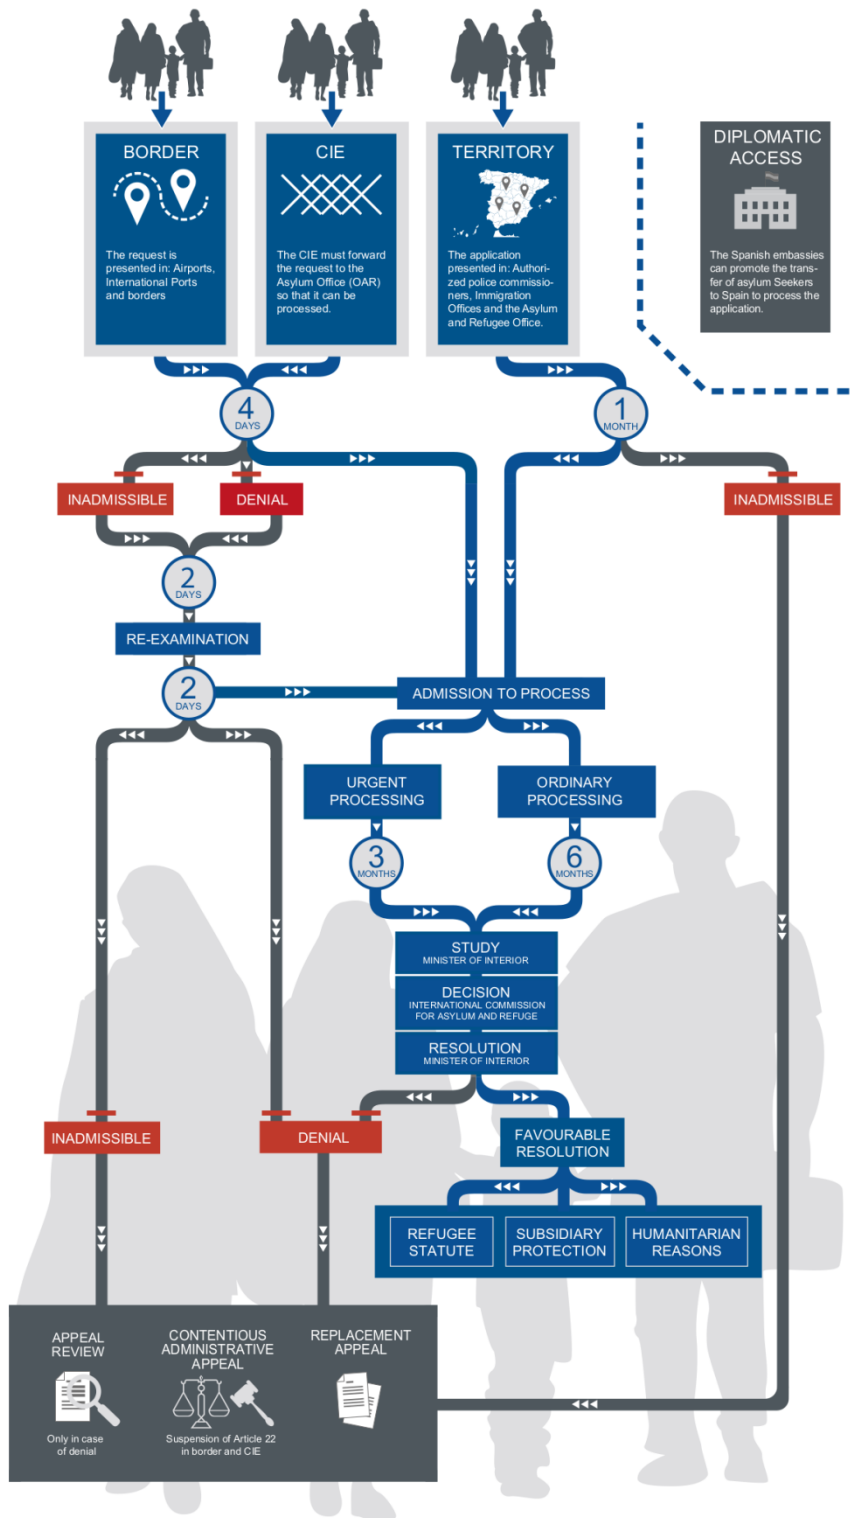 BORDER
The request is
presented in: Airports,
International Ports
and borders
CIE
The CIE must forward
the request to the
Asylum Office (OAR)
so that it can be
processed.
TERRITORY
The application
presented in: Authori-
zed police commissio-
ners, Immigration
Offices and the Asylum
and Refugee Office.
DIPLOMATIC
ACCESS
The Spanish embassies
can promote the trans-
fer of asylum Seekers
to Spain to process the
application.
4
DAYS
1
MONTH
INADMISSIBLE
DENIAL
INADMISSIBLE
2
DAYS
RE-EXAMINATION
2
DAYS
ADMISSION TO PROCESS
URGENT
PROCESSING
ORDINARY
PROCESSING
3
MONTHS
6
MONTHS
STUDY
MINISTER OF INTERIOR
DECISION
INTERNATIONAL COMMISSION
FOR ASYLUM AND REFUGE
RESOLUTION
MINISTER OF INTERIOR
INADMISSIBLE
DENIAL
FAVOURABLE
RESOLUTION
REFUGEE
STATUTE
SUBSIDIARY
PROTECTION
HUMANITARIAN
REASONS
APPEAL
REVIEW
Only in case
of denial
CONTENTIOUS
ADMINISTRATIVE
APPEAL
Suspension of Article 22
in border and CIE
REPLACEMENT
APPEAL